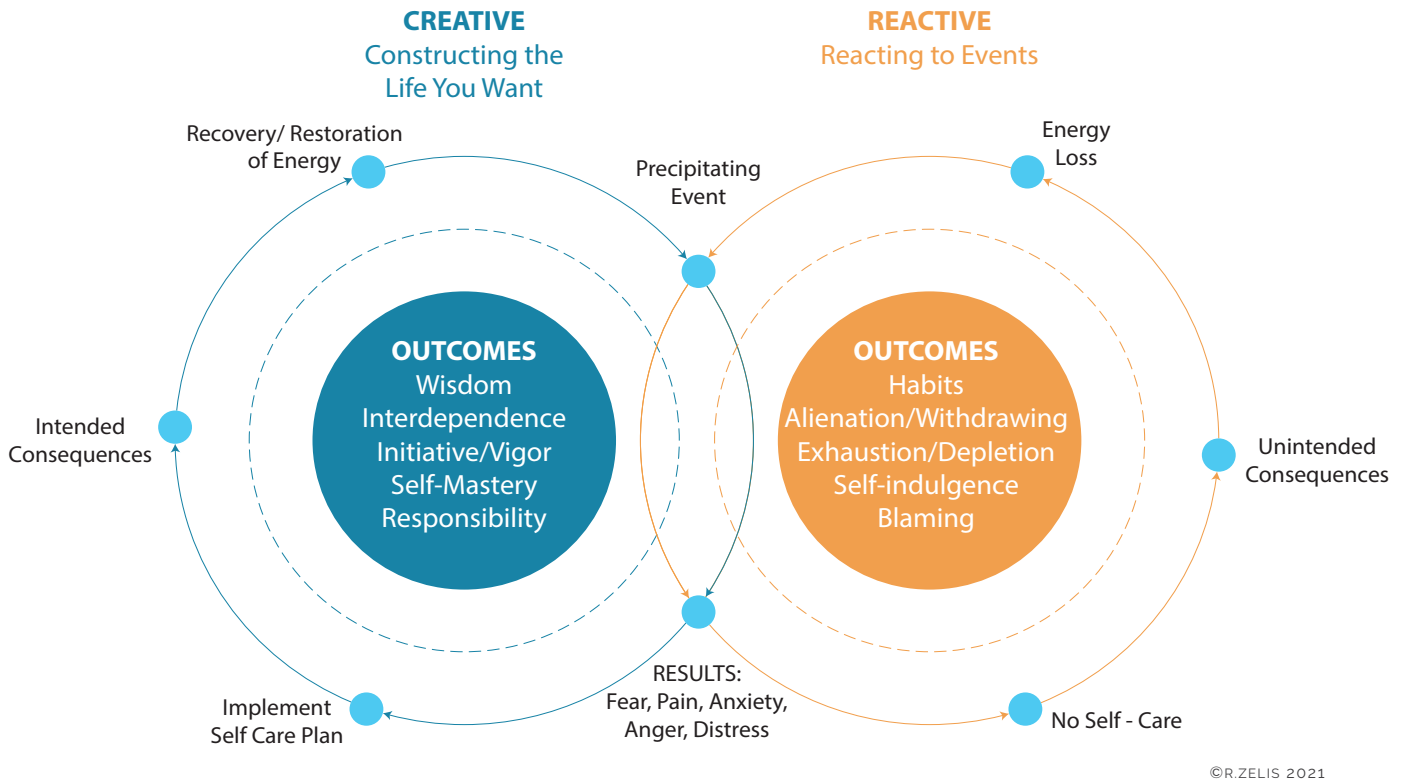 CREATIVE
Constructing the
Life You Want
REACTIVE
Reacting to Events
Recovery/ Restoration
of Energy
Precipitating
Event
Energy
Loss
OUTCOMES
Wisdom
Interdependence
Initiative/Vigor
Self-Mastery
Responsibility
OUTCOMES
Habits
Alienation/Withdrawing
Exhaustion/Depletion
Self-indulgence
Blaming
Intended
Consequences
Unintended
Consequences
Implement
Self Care Plan
RESULTS:
Fear, Pain, Anxiety,
Anger, Distress
No Self - Care
©R.ZELIS 2021